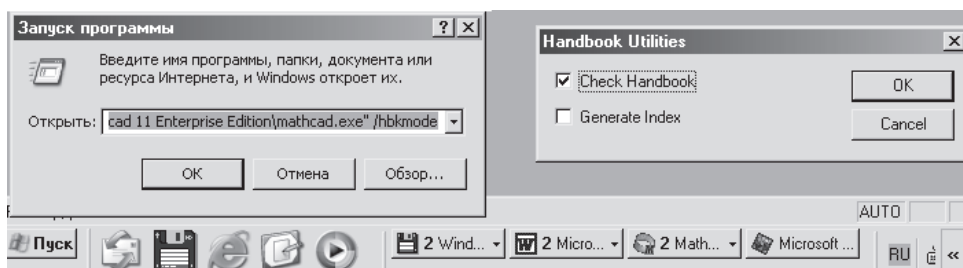 Запуск программы
Введите имя программы, папки, документа или
ресурса Интернета, и Windows откроет их.
Открыть: cad 11 Enterprise Edition\mathcad.exe" /hbkmode
ОК Отмена Обзор...
Handbook Utilities
Check Handbook
OK
Generate Index
Cancel
AUTO
Пуск 2 Wind... 2 Micro... 2 Math... Microsoft ... RU «